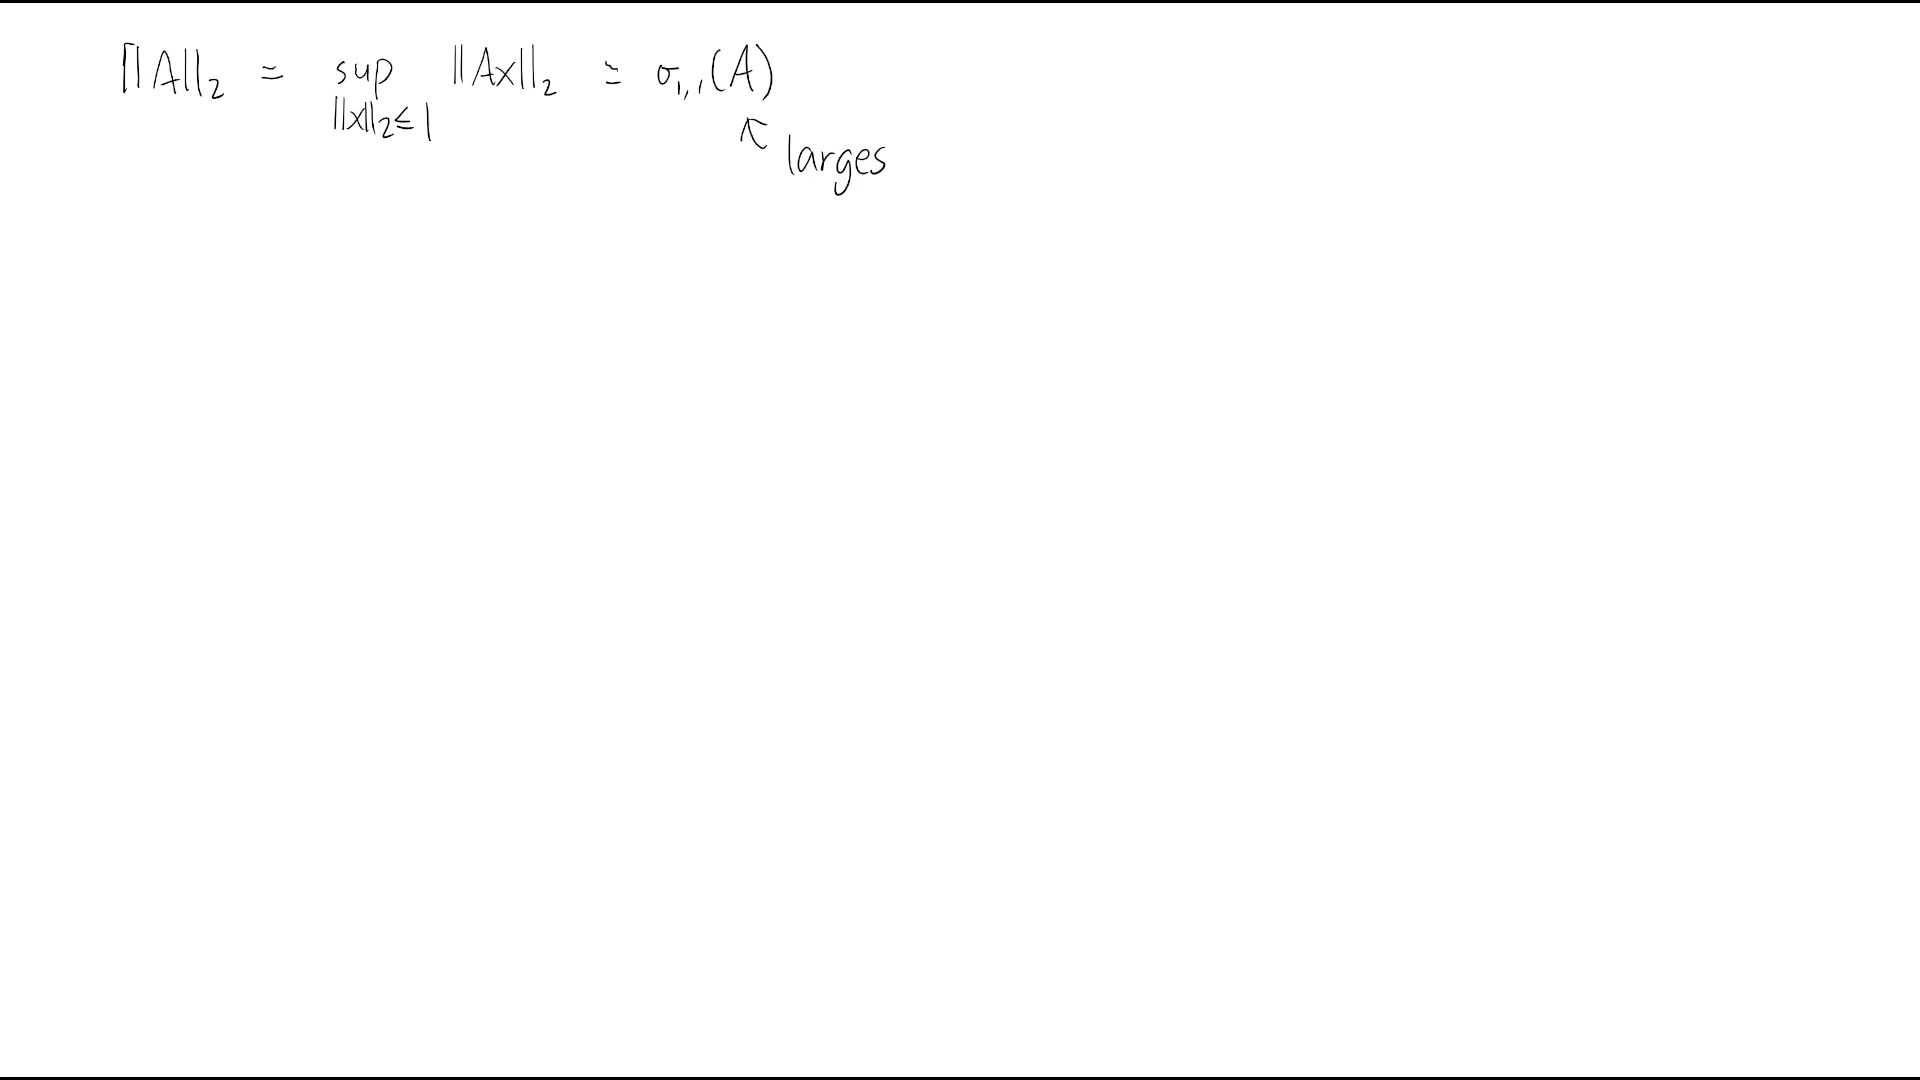 ‖A‖₂ = sup ‖Ax‖₂ = σ₁,₁(A)
‖x‖₂≤1
↖ larges